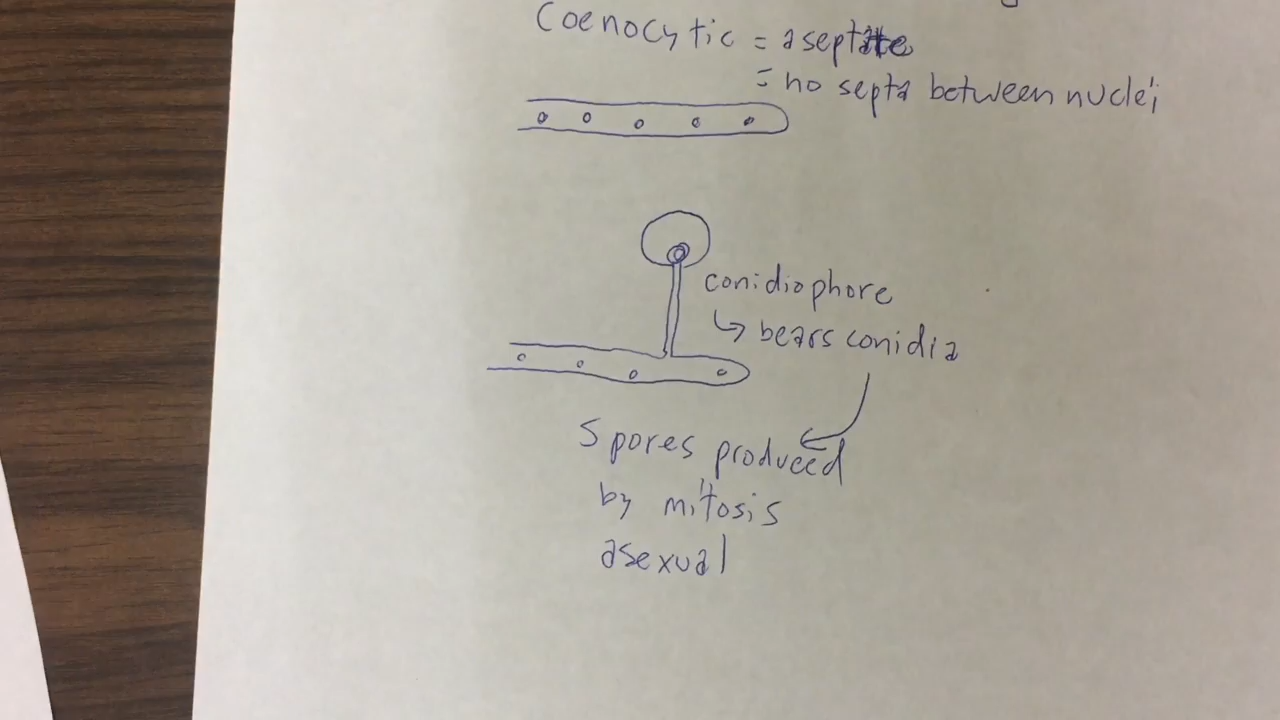 Coenocytic = aseptate
= no septa between nuclei
conidiophore
↳ bears conidia
Spores produced
by mitosis
asexual